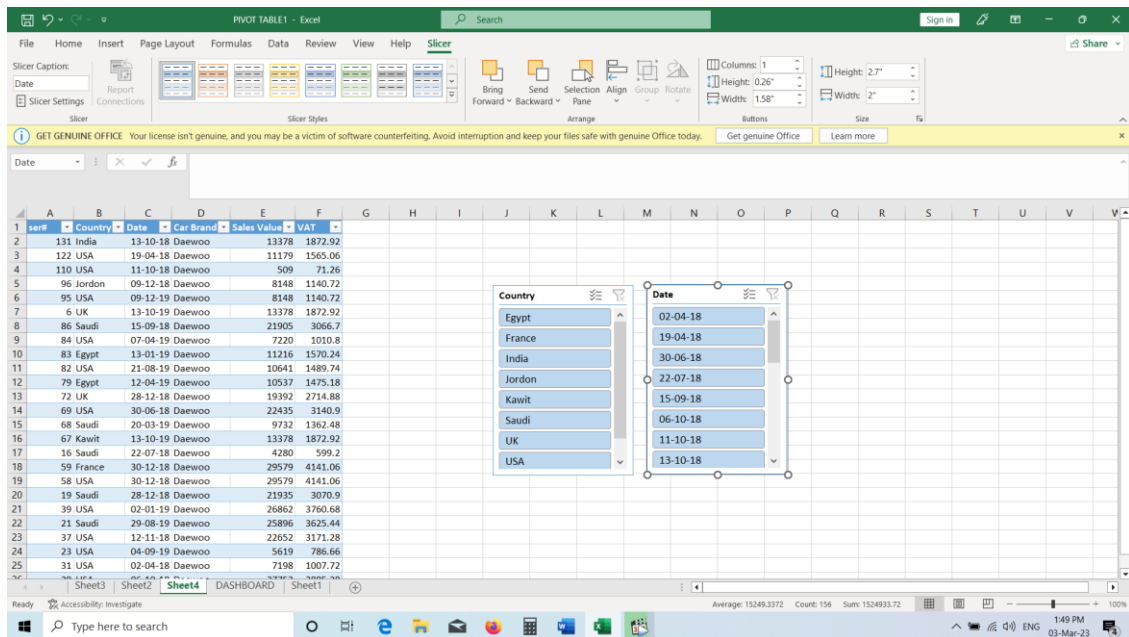 PIVOT TABLE1 - Excel
Search
Sign in
File Home Insert Page Layout Formulas Data Review View Help Slicer
Share
Slicer Caption:
Date
Slicer Settings
Report Connections
Slicer
Slicer Styles
Bring Forward
Send Backward
Selection Pane
Align
Group
Rotate
Arrange
Columns: 1
Height: 0.26"
Width: 1.58"
Buttons
Height: 2.7"
Width: 2"
Size
GET GENUINE OFFICE Your license isn't genuine, and you may be a victim of software counterfeiting. Avoid interruption and keep your files safe with genuine Office today. Get genuine Office Learn more
Date
fx
A B C D E F G H I J K L M N O P Q R S T U V W
1 ser# Country Date Car Brand Sales Value VAT
2 131 India 13-10-18 Daewoo 13378 1872.92
3 122 USA 19-04-18 Daewoo 11179 1565.06
4 110 USA 11-10-18 Daewoo 509 71.26
5 96 Jordon 09-12-18 Daewoo 8148 1140.72
6 95 USA 09-12-19 Daewoo 8148 1140.72
7 6 UK 13-10-19 Daewoo 13378 1872.92
8 86 Saudi 15-09-18 Daewoo 21905 3066.7
9 84 USA 07-04-19 Daewoo 7220 1010.8
10 83 Egypt 13-01-19 Daewoo 11216 1570.24
11 82 USA 21-08-19 Daewoo 10641 1489.74
12 79 Egypt 12-04-19 Daewoo 10537 1475.18
13 72 UK 28-12-18 Daewoo 19392 2714.88
14 69 USA 30-06-18 Daewoo 22435 3140.9
15 68 Saudi 20-03-19 Daewoo 9732 1362.48
16 67 Kawit 13-10-19 Daewoo 13378 1872.92
17 16 Saudi 22-07-18 Daewoo 4280 599.2
18 59 France 30-12-18 Daewoo 29579 4141.06
19 58 USA 30-12-18 Daewoo 29579 4141.06
20 19 Saudi 28-12-18 Daewoo 21935 3070.9
21 39 USA 02-01-19 Daewoo 26862 3760.68
22 21 Saudi 29-08-19 Daewoo 25896 3625.44
23 37 USA 12-11-18 Daewoo 22652 3171.28
24 23 USA 04-09-19 Daewoo 5619 786.66
25 31 USA 02-04-18 Daewoo 7198 1007.72
Country
Egypt
France
India
Jordon
Kawit
Saudi
UK
USA
Date
02-04-18
19-04-18
30-06-18
22-07-18
15-09-18
06-10-18
11-10-18
13-10-18
Sheet3 Sheet2 Sheet4 DASHBOARD Sheet1
Ready Accessibility: Investigate Average: 15249.3372 Count: 156 Sum: 1524933.72 100%
Type here to search
ENG
1:49 PM
03-Mar-23